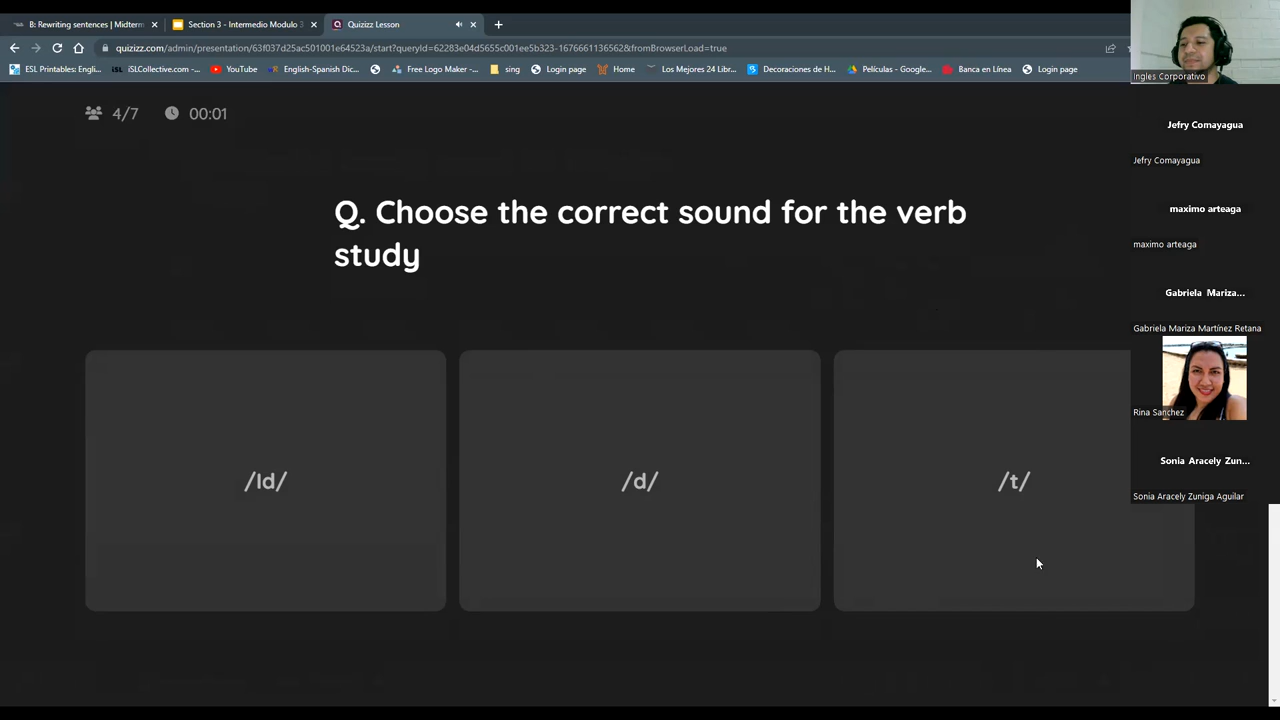 B: Rewriting sentences | Midterm
Section 3 - Intermedio Modulo 3
Quizizz Lesson
quizizz.com/admin/presentation/63f037d25ac501001e64523a/start?queryId=62283e04d5655c001ee5b323-1676661136562&fromBrowserLoad=true
ESL Printables: Engli...
iSLCollective.com -...
YouTube
English-Spanish Dic...
Free Logo Maker -...
sing
Login page
Home
Los Mejores 24 Libr...
Decoraciones de H...
Películas - Google...
Banca en Línea
Login page
4/7
00:01
Q. Choose the correct sound for the verb
study
/Id/
/d/
/t/
Ingles Corporativo
Jefry Comayagua
Jefry Comayagua
maximo arteaga
maximo arteaga
Gabriela Mariza...
Gabriela Mariza Martínez Retana
Rina Sanchez
Sonia Aracely Zun...
Sonia Aracely Zuniga Aguilar